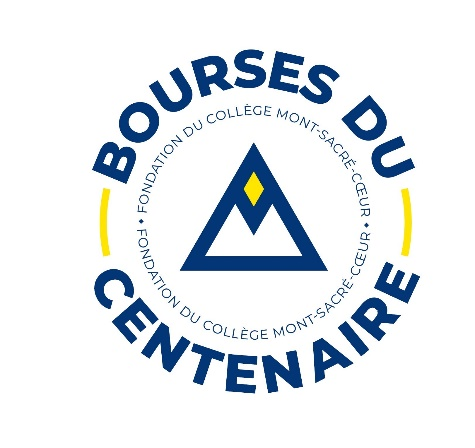 BOURSES DU
FONDATION DU COLLÈGE MONT-SACRÉ-CŒUR
FONDATION DU COLLÈGE MONT-SACRÉ-CŒUR
CENTENAIRE